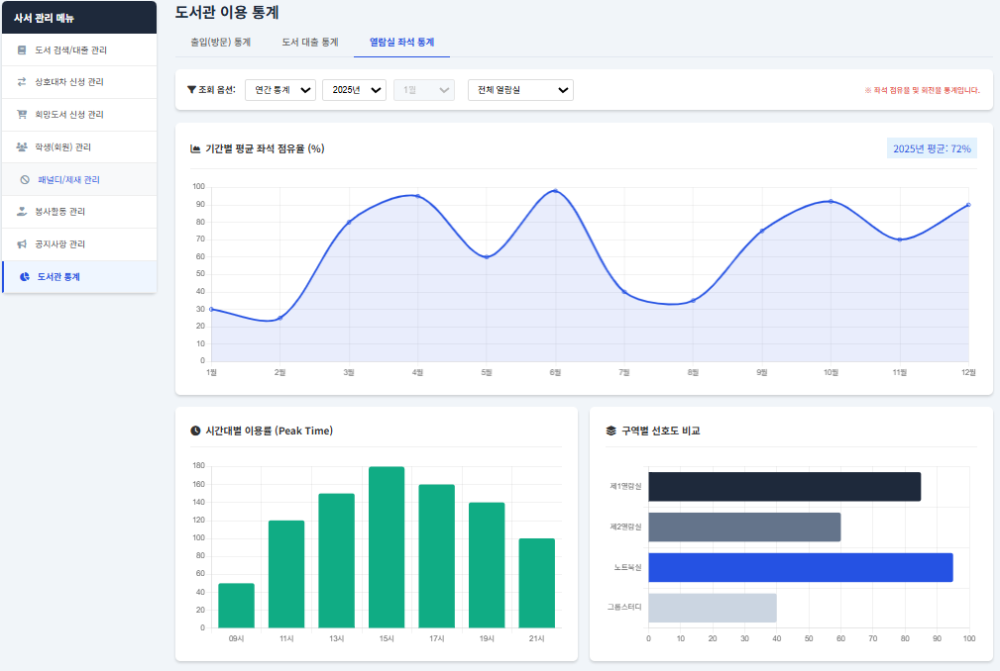 사서 관리 메뉴
도서 검색/대출 관리
상호대차 신청 관리
희망도서 신청 관리
학생(회원) 관리
패널티/제재 관리
봉사활동 관리
공지사항 관리
도서관 통계
도서관 이용 통계
출입(방문) 통계 도서 대출 통계 열람실 좌석 통계
조회 옵션: 연간 통계 2025년 1월 전체 열람실
※ 좌석 점유율 및 회전율 통계입니다.
기간별 평균 좌석 점유율 (%)
2025년 평균: 72%
100
90
80
70
60
50
40
30
20
10
0
1월 2월 3월 4월 5월 6월 7월 8월 9월 10월 11월 12월
시간대별 이용률 (Peak Time)
180
160
140
120
100
80
60
40
20
0
09시 11시 13시 15시 17시 19시 21시
구역별 선호도 비교
제1열람실
제2열람실
노트북실
그룹스터디
0 10 20 30 40 50 60 70 80 90 100